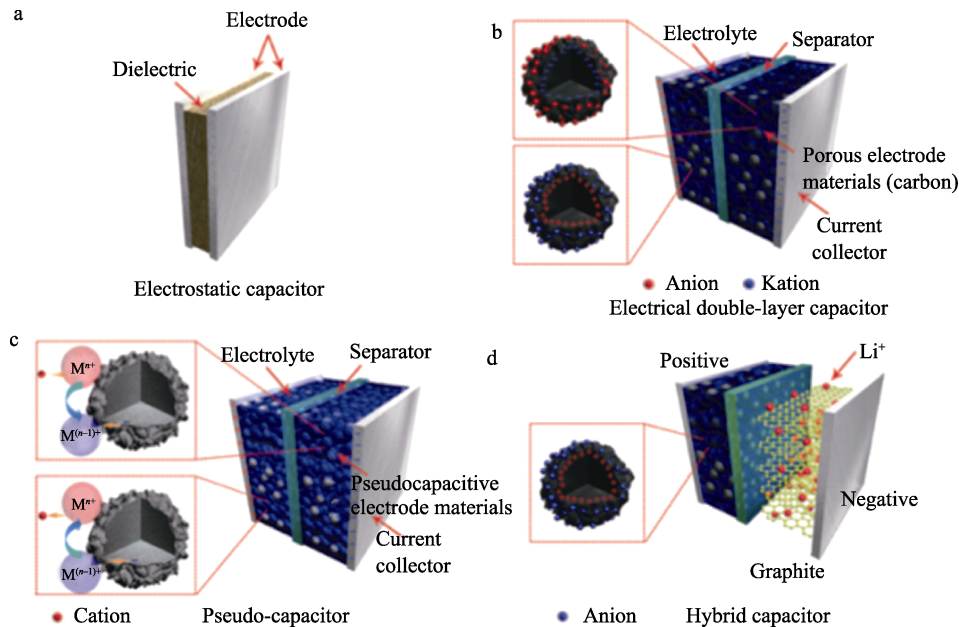 a
Electrode
Dielectric
Electrostatic capacitor
b
Electrolyte
Separator
Porous electrode
materials (carbon)
Current
collector
Anion
Kation
Electrical double-layer capacitor
c
Mⁿ⁺
M⁽ⁿ⁻¹⁾⁺
Mⁿ⁺
M⁽ⁿ⁻¹⁾⁺
Electrolyte
Separator
Pseudocapacitive
electrode materials
Current
collector
Cation
Pseudo-capacitor
d
Positive
Li⁺
Negative
Graphite
Anion
Hybrid capacitor